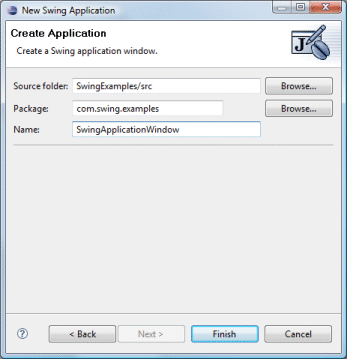 New Swing Application
Create Application
Create a Swing application window.
Source folder: SwingExamples/src Browse...
Package: com.swing.examples Browse...
Name: SwingApplicationWindow
J
? < Back Next > Finish Cancel